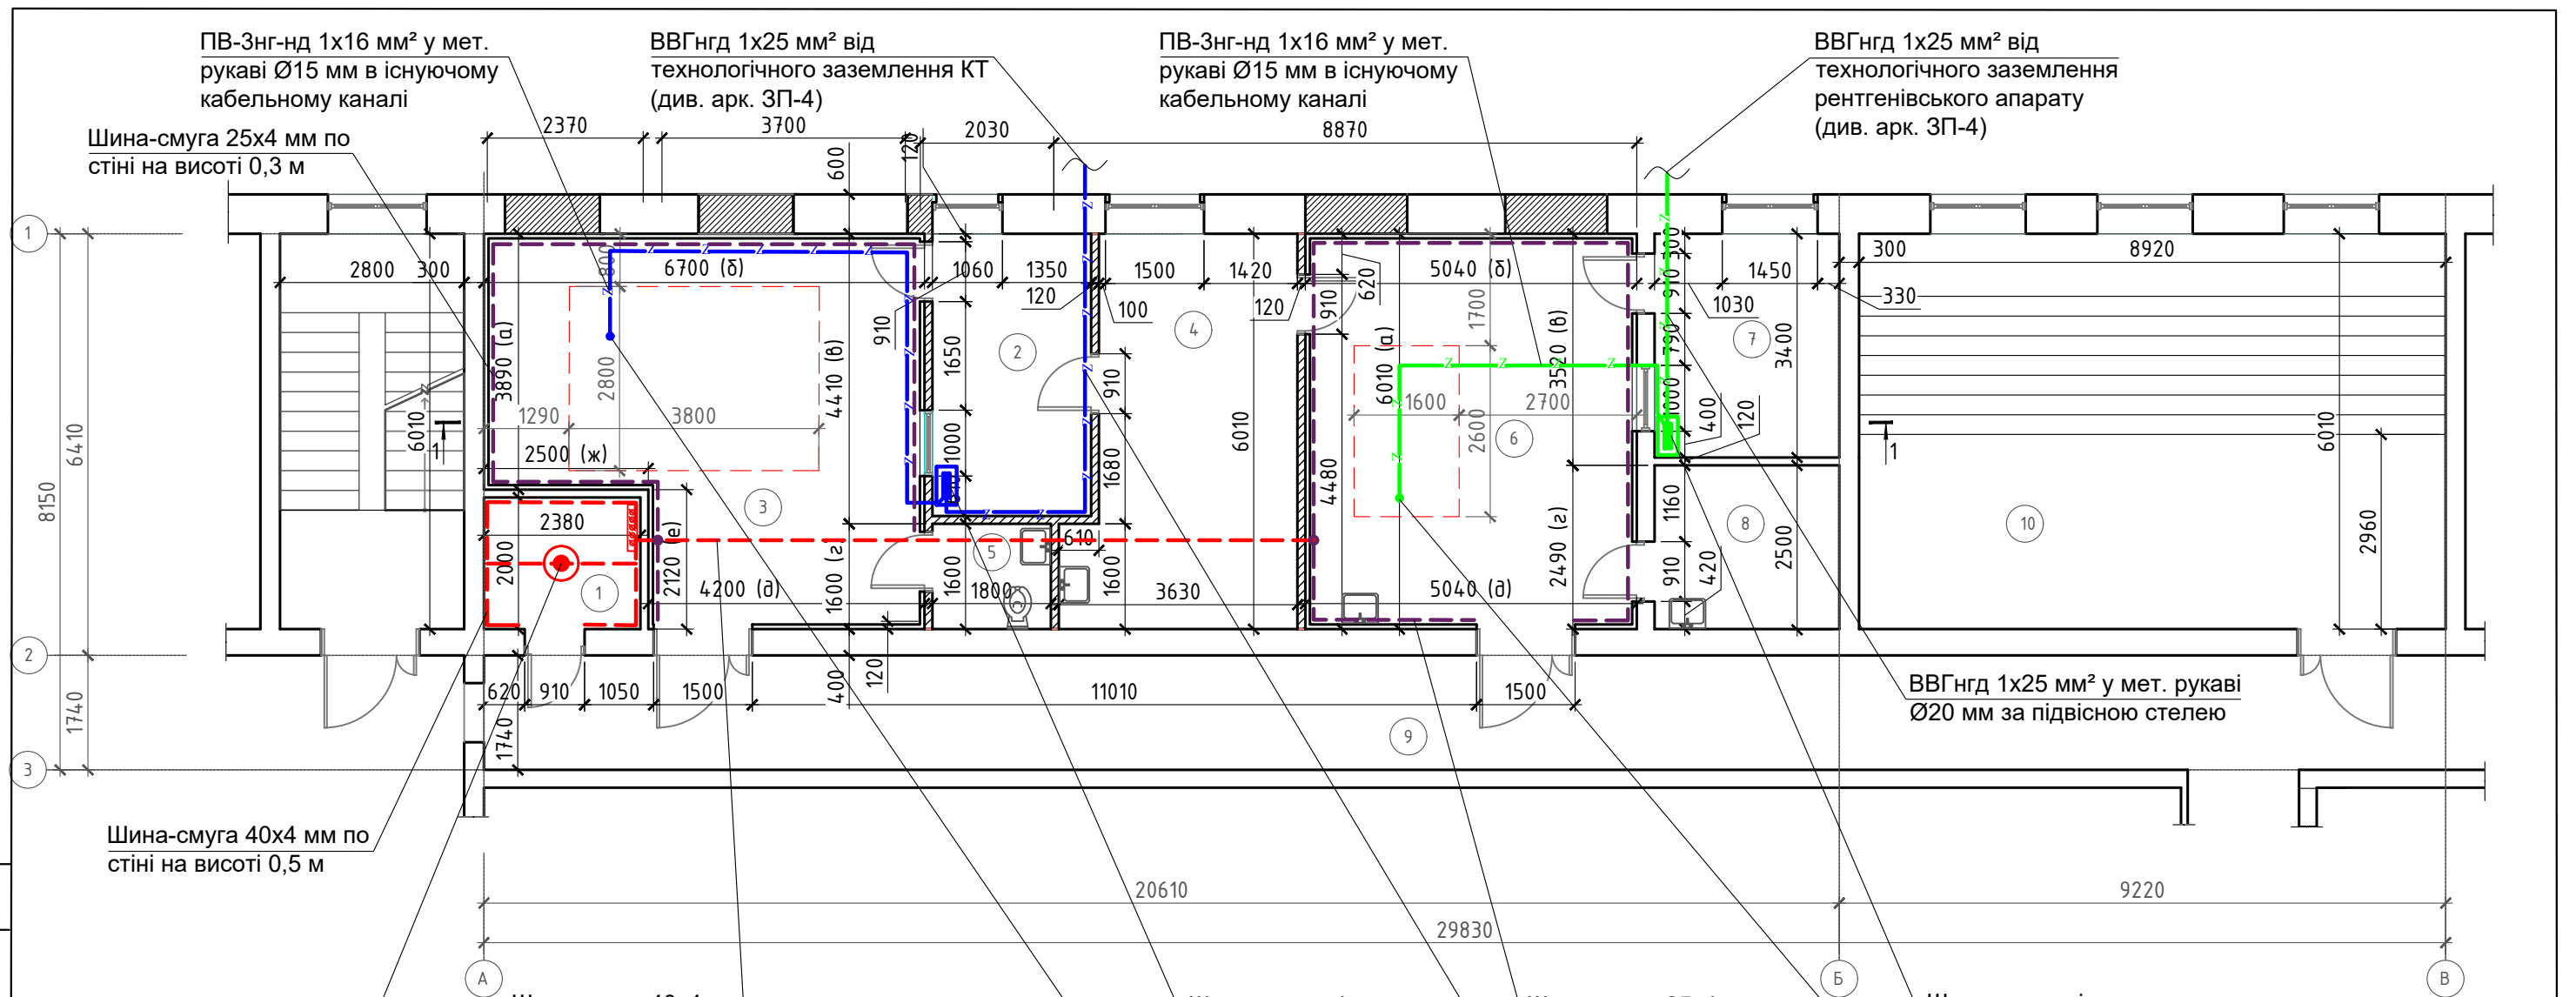 ПВ-3нг-нд 1х16 мм² у мет.
рукаві Ø15 мм в існуючому
кабельному каналі
ВВГнгд 1х25 мм² від
технологічного заземлення КТ
(див. арк. ЗП-4)
ПВ-3нг-нд 1х16 мм² у мет.
рукаві Ø15 мм в існуючому
кабельному каналі
ВВГнгд 1х25 мм² від
технологічного заземлення
рентгенівського апарату
(див. арк. ЗП-4)
Шина-смуга 25х4 мм по
стіні на висоті 0,3 м
2370
3700
120
2030
8870
600
1
2800
300
800
6700 (б)
1060
1350
1500
1420
5040 (б)
300
1450
300
8920
120
100
120
910
620
1700
910
1030
330
3890 (а)
2800
4410 (в)
910
1650
2
4
6010 (а)
3520 (в)
790
7
3400
910
1290
3800
1600
2700
1000
400
120
6410
8150
6010
1
2500 (ж)
1000
1680
6010
4480
2600
6
6010
1
3
2380
2000
2120 (е)
5
610
1160
8
2500
10
2960
1
4200 (д)
1600 (г)
1600
1800
1600
3630
5040 (д)
2490 (г)
910
420
2
1740
620
910
1050
1500
400
120
11010
1500
ВВГнгд 1х25 мм² у мет. рукаві
Ø20 мм за підвісною стелею
1740
9
3
Шина-смуга 40х4 мм по
стіні на висоті 0,5 м
20610
9220
29830
А
Б
В